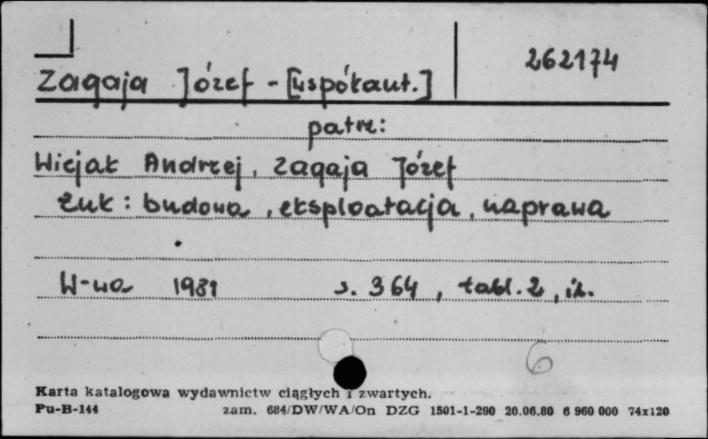 262174
Zagaja Józef - [współaut.]
patrz:
Wicjak Andrzej, Zagaja Józef
Żuk: budowa, eksploatacja, naprawa
W-wa 1981 s. 364, tabl. 2, il.
6
Karta katalogowa wydawnictw ciągłych i zwartych.
Pu-B-144 zam. 684/DW/WA/On DZG 1501-1-290 20.06.80 6 960 000 74x120